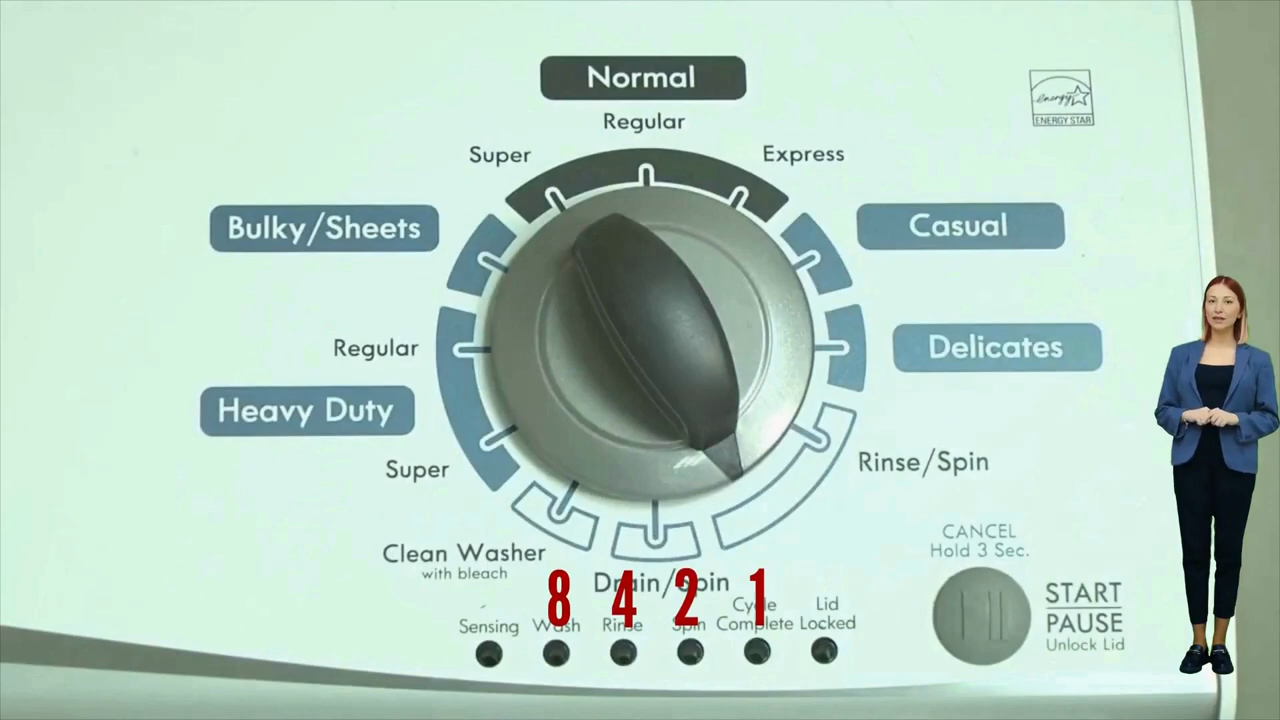 Normal
Regular
Super
Express
Bulky/Sheets
Casual
Regular
Delicates
Heavy Duty
Super
Rinse/Spin
Clean Washer
with bleach
Drain/Spin
8 4 2 1
Sensing
Wash
Rinse
Spin
Cycle
Complete
Lid
Locked
CANCEL
Hold 3 Sec.
START
PAUSE
Unlock Lid
energy
ENERGY STAR